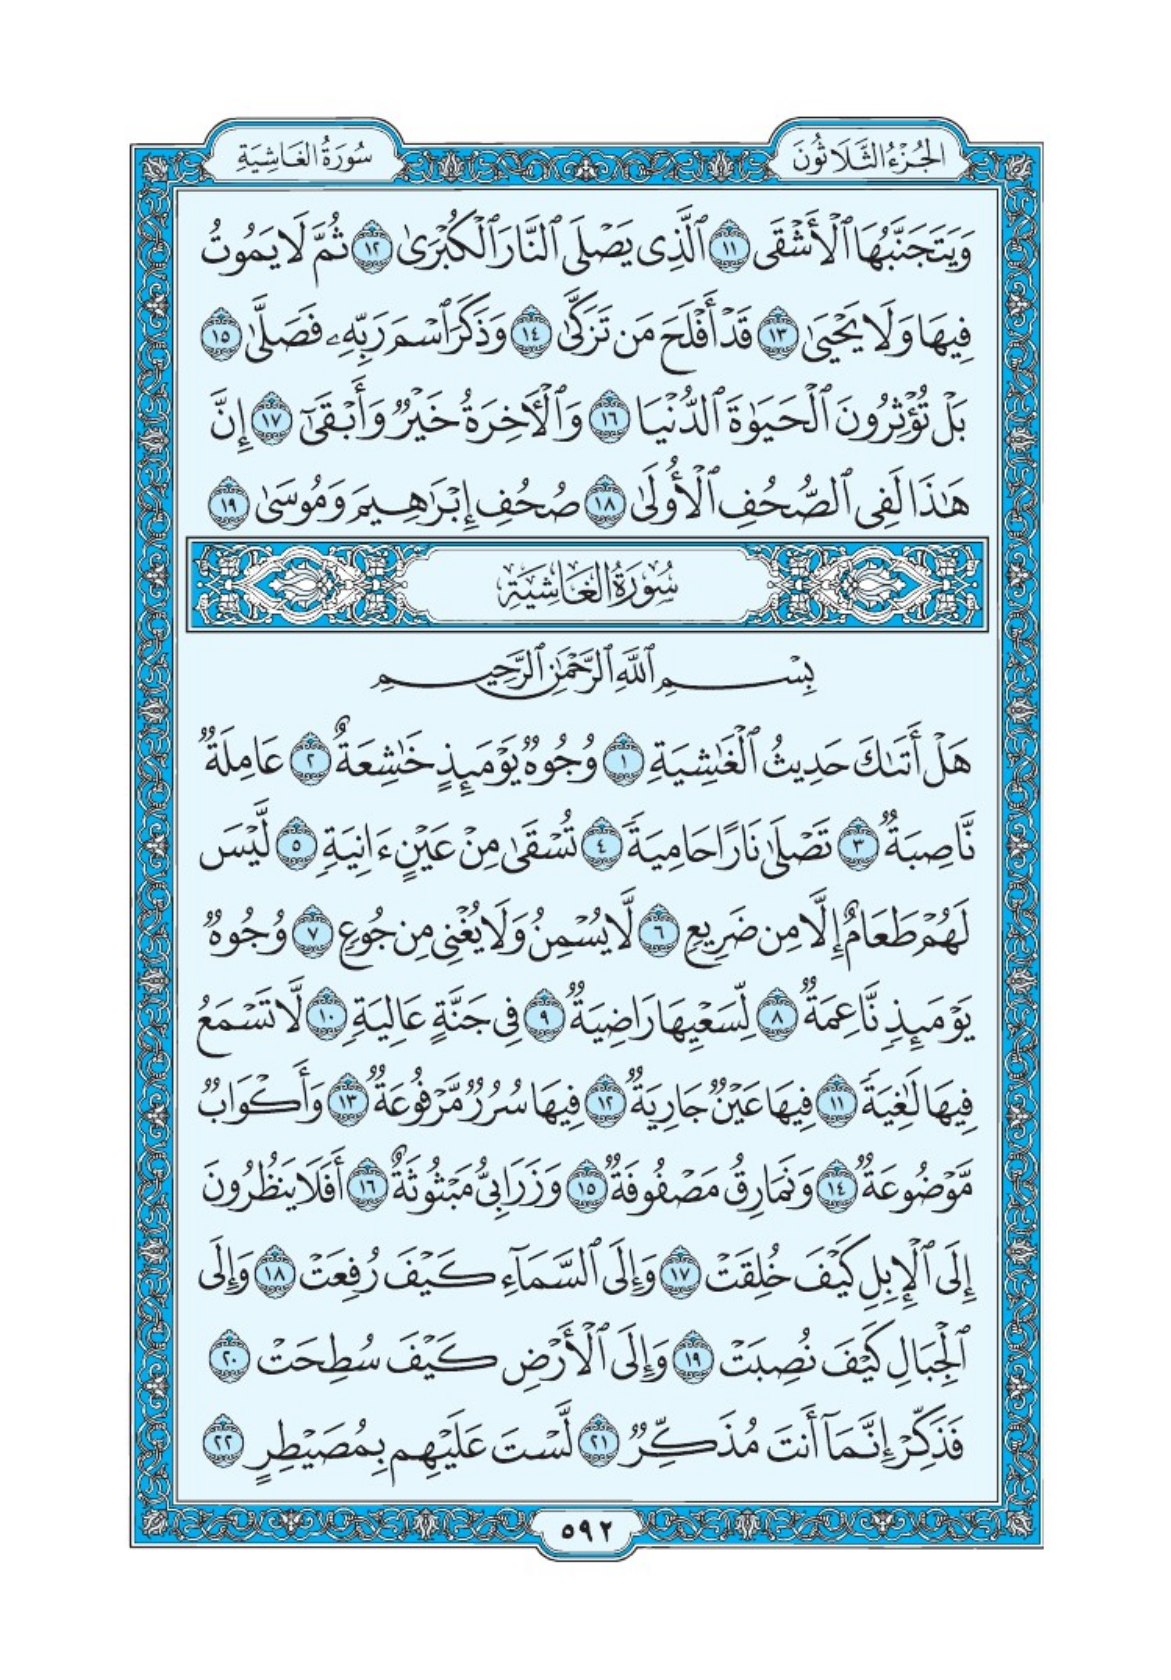 الجُزْءُ الثَّلَاثُونَ
سُورَةُ الغَاشِيَةِ
وَيَتَجَنَّبُهَا ٱلْأَشْقَى ١١ ٱلَّذِى يَصْلَى ٱلنَّارَ ٱلْكُبْرَىٰ ١٢ ثُمَّ لَا يَمُوتُ
فِيهَا وَلَا يَحْيَىٰ ١٣ قَدْ أَفْلَحَ مَن تَزَكَّىٰ ١٤ وَذَكَرَ ٱسْمَ رَبِّهِۦ فَصَلَّىٰ ١٥
بَلْ تُؤْثِرُونَ ٱلْحَيَوٰةَ ٱلدُّنْيَا ١٦ وَٱلْأَخِرَةُ خَيْرٌ وَأَبْقَىٰٓ ١٧ إِنَّ
هَٰذَا لَفِى ٱلصُّحُفِ ٱلْأُولَىٰ ١٨ صُحُفِ إِبْرَٰهِيمَ وَمُوسَىٰ ١٩
سُورَةُ الغَاشِيَةِ
بِسْمِ ٱللَّهِ ٱلرَّحْمَٰنِ ٱلرَّحِيمِ
هَلْ أَتَىٰكَ حَدِيثُ ٱلْغَٰشِيَةِ ١ وُجُوهٌ يَوْمَئِذٍ خَٰشِعَةٌ ٢ عَامِلَةٌ
نَّاصِبَةٌ ٣ تَصْلَىٰ نَارًا حَامِيَةً ٤ تُسْقَىٰ مِنْ عَيْنٍ ءَانِيَةٍ ٥ لَّيْسَ
لَهُمْ طَعَامٌ إِلَّا مِن ضَرِيعٍ ٦ لَّا يُسْمِنُ وَلَا يُغْنِى مِن جُوعٍ ٧ وُجُوهٌ
يَوْمَئِذٍ نَّاعِمَةٌ ٨ لِّسَعْيِهَا رَاضِيَةٌ ٩ فِى جَنَّةٍ عَالِيَةٍ ١٠ لَّا تَسْمَعُ
فِيهَا لَٰغِيَةً ١١ فِيهَا عَيْنٌ جَارِيَةٌ ١٢ فِيهَا سُرُرٌ مَّرْفُوعَةٌ ١٣ وَأَكْوَابٌ
مَّوْضُوعَةٌ ١٤ وَنَمَارِقُ مَصْفُوفَةٌ ١٥ وَزَرَابِىُّ مَبْثُوثَةٌ ١٦ أَفَلَا يَنظُرُونَ
إِلَى ٱلْإِبِلِ كَيْفَ خُلِقَتْ ١٧ وَإِلَى ٱلسَّمَآءِ كَيْفَ رُفِعَتْ ١٨ وَإِلَى
ٱلْجِبَالِ كَيْفَ نُصِبَتْ ١٩ وَإِلَى ٱلْأَرْضِ كَيْفَ سُطِحَتْ ٢٠
فَذَكِّرْ إِنَّمَآ أَنتَ مُذَكِّرٌ ٢١ لَّسْتَ عَلَيْهِم بِمُصَيْطِرٍ ٢٢
٥٩٢